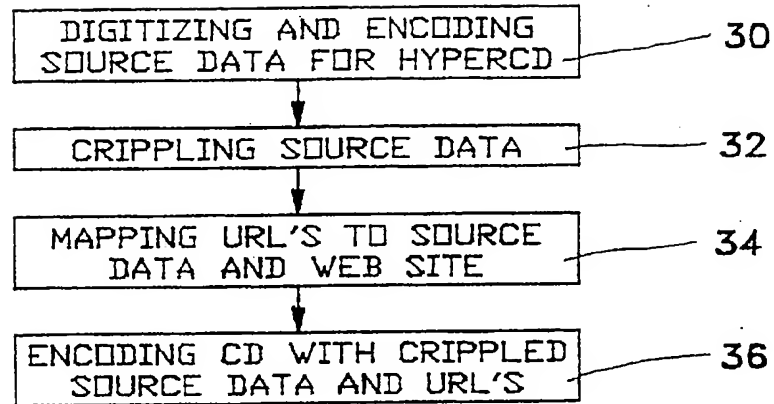 DIGITIZING AND ENCODING
SOURCE DATA FOR HYPERCD
30
CRIPPLING SOURCE DATA
32
MAPPING URL'S TO SOURCE
DATA AND WEB SITE
34
ENCODING CD WITH CRIPPLED
SOURCE DATA AND URL'S
36